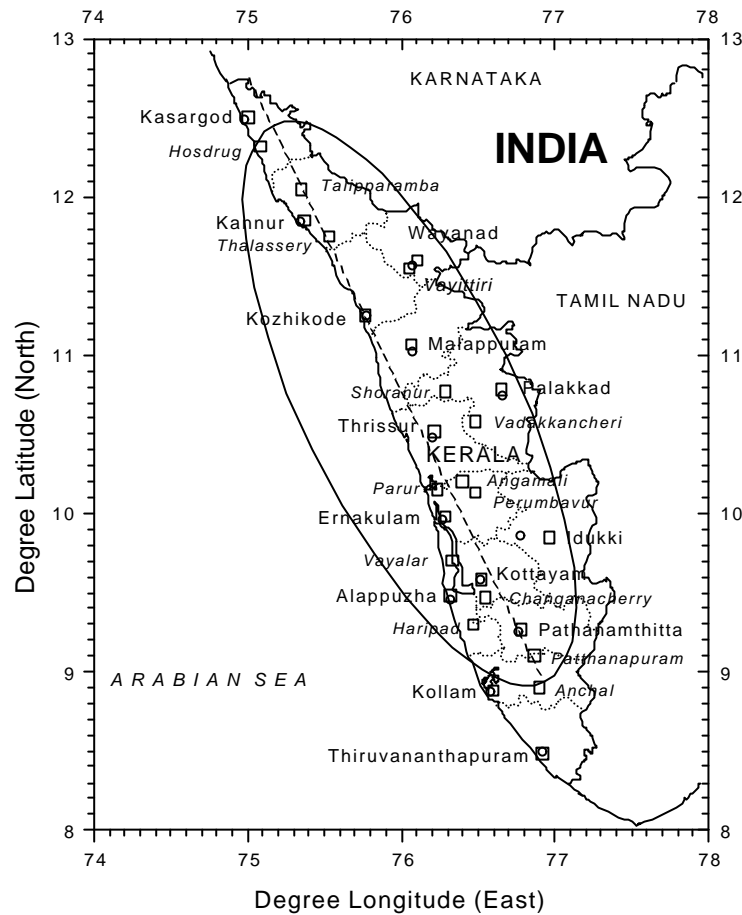 74 75 76 77 78
13 13
KARNATAKA
Kasargod
INDIA
Hosdrug
12 12
Talipparamba
Kannur
Wayanad
Thalassery
Vayittiri
TAMIL NADU
Kozhikode
11 11
Malappuram
Shoranur
Palakkad
Thrissur
Vadakkancheri
KERALA
Angamali
Parur
Perumbavur
10 10
Ernakulam
Idukki
Vayalar
Kottayam
Alappuzha
Changanacherry
Haripad
Pathanamthitta
9 9
Patthanapuram
ARABIAN SEA
Kollam
Anchal
Thiruvananthapuram
8 8
74 75 76 77 78
Degree Longitude (East)
Degree Latitude (North)